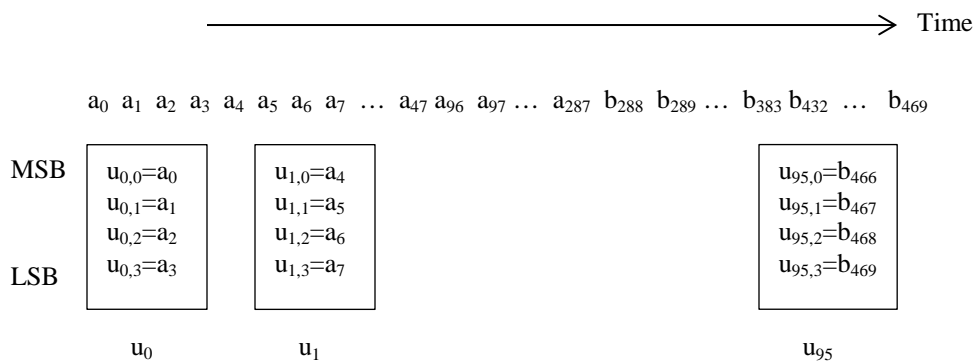 Time
a₀ a₁ a₂ a₃ a₄ a₅ a₆ a₇ … a₄₇ a₉₆ a₉₇ … a₂₈₇ b₂₈₈ b₂₈₉ … b₃₈₃ b₄₃₂ … b₄₆₉
MSB u₀,₀=a₀ u₁,₀=a₄ u₉₅,₀=b₄₆₆
u₀,₁=a₁ u₁,₁=a₅ u₉₅,₁=b₄₆₇
u₀,₂=a₂ u₁,₂=a₆ u₉₅,₂=b₄₆₈
LSB u₀,₃=a₃ u₁,₃=a₇ u₉₅,₃=b₄₆₉
u₀ u₁ u₉₅